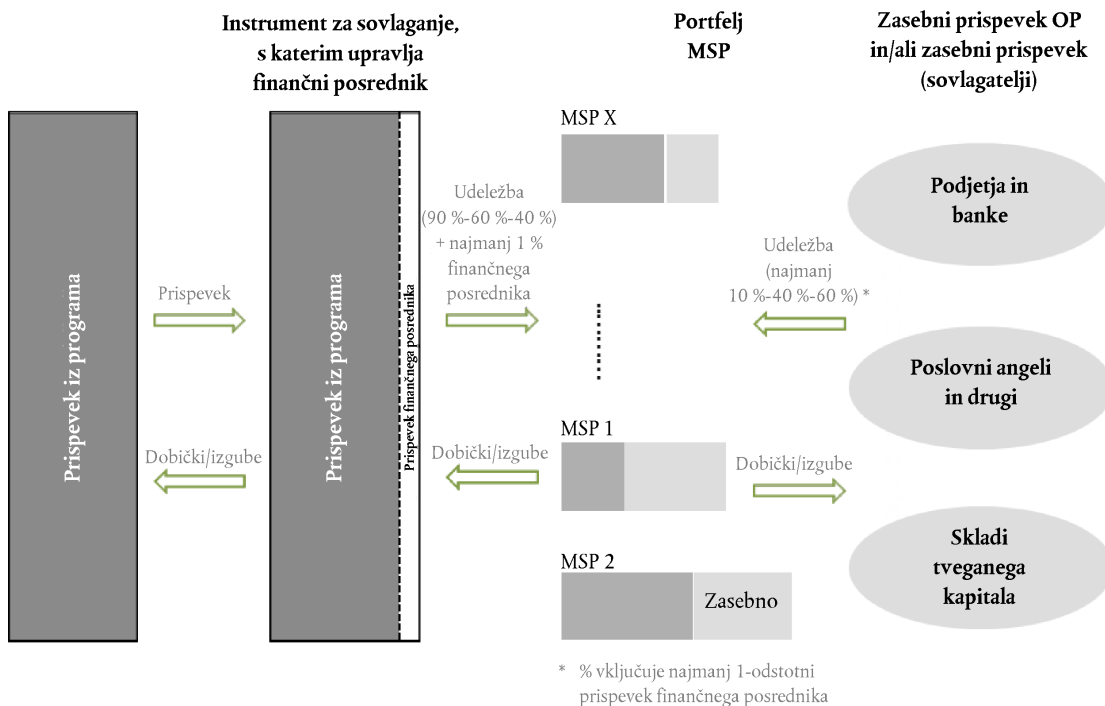 Instrument za sovlaganje,
s katerim upravlja
finančni posrednik
Portfelj
MSP
Zasebni prispevek OP
in/ali zasebni prispevek
(sovlagatelji)
Prispevek iz programa
Prispevek
Dobički/izgube
Prispevek iz programa
Prispevek finančnega posrednika
Udeležba
(90 %-60 %-40 %)
+ najmanj 1 %
finančnega
posrednika
Dobički/izgube
MSP X
MSP 1
MSP 2
Zasebno
Udeležba
(najmanj
10 %-40 %-60 %) *
Dobički/izgube
Podjetja in
banke
Poslovni angeli
in drugi
Skladi
tveganega
kapitala
* % vključuje najmanj 1-odstotni
prispevek finančnega posrednika